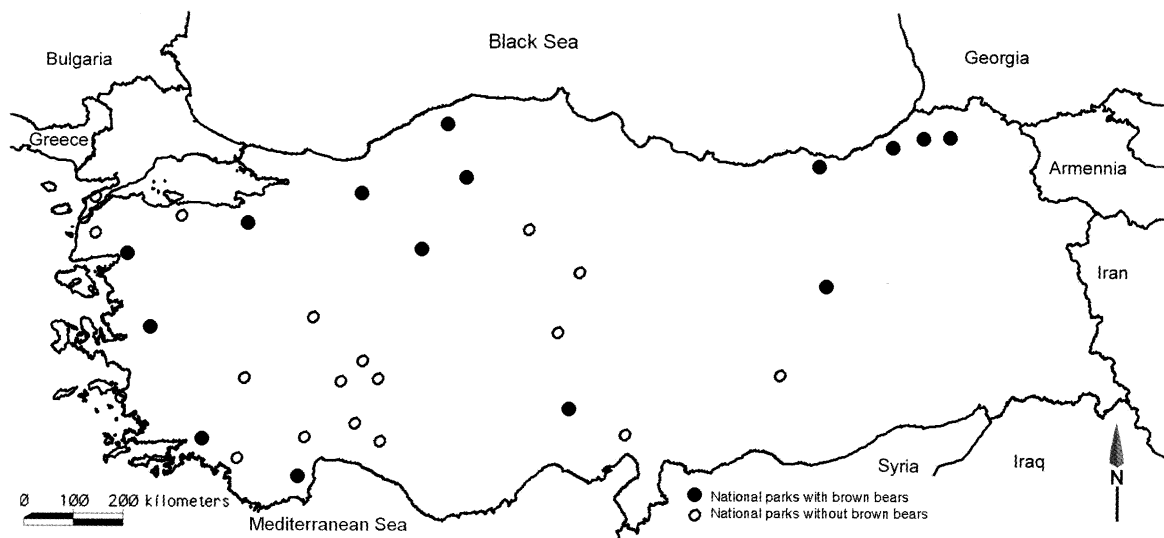 Black Sea
Bulgaria
Georgia
Greece
Armennia
Iran
Syria
Iraq
N
0 100 200 kilometers
Mediterranean Sea
National parks with brown bears
National parks without brown bears